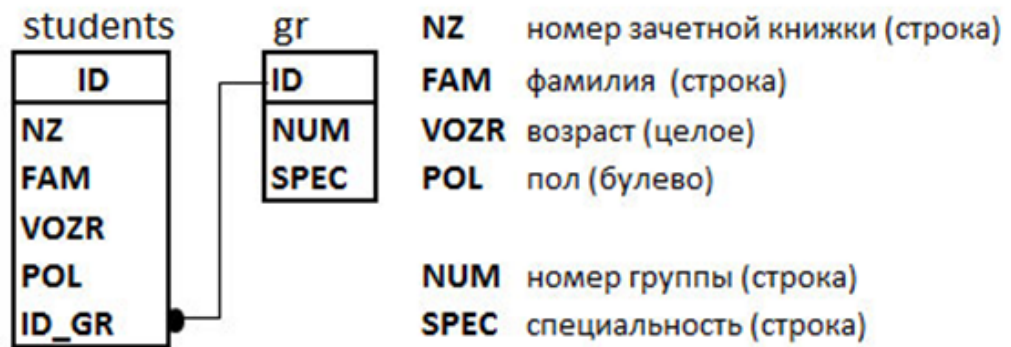 students
ID
NZ
FAM
VOZR
POL
ID_GR
gr
ID
NUM
SPEC
NZ номер зачетной книжки (строка)
FAM фамилия (строка)
VOZR возраст (целое)
POL пол (булево)
NUM номер группы (строка)
SPEC специальность (строка)